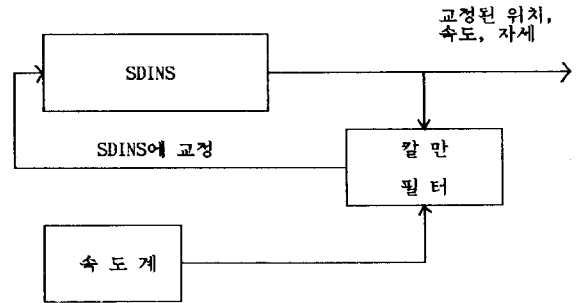 교정된 위치,
속도, 자세
SDINS
SDINS에 교정
칼 만
필 터
속 도 계